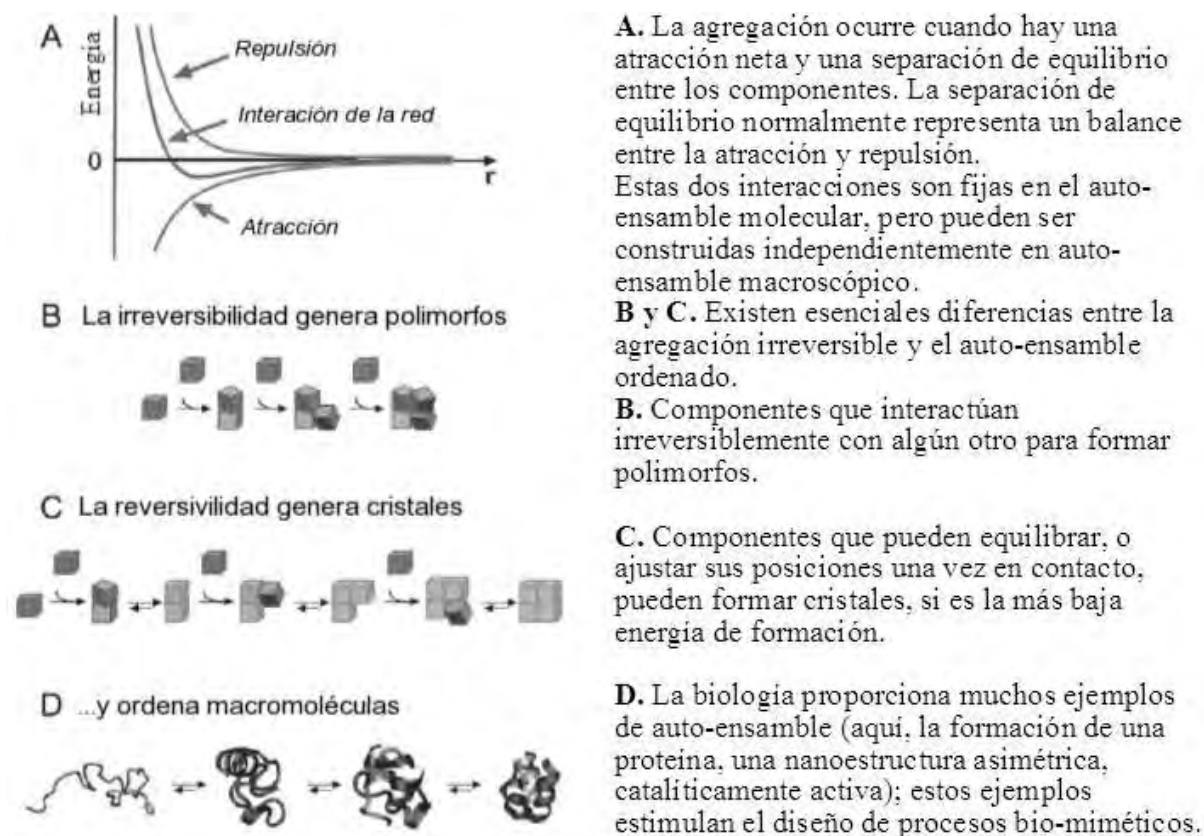 A
Energía
Repulsión
Interación de la red
0
r
Atracción
B La irreversibilidad genera polimorfos
C La reversivilidad genera cristales
D ...y ordena macromoléculas
A. La agregación ocurre cuando hay una
atracción neta y una separación de equilibrio
entre los componentes. La separación de
equilibrio normalmente representa un balance
entre la atracción y repulsión.
Estas dos interacciones son fijas en el auto-
ensamble molecular, pero pueden ser
construidas independientemente en auto-
ensamble macroscópico.
B y C. Existen esenciales diferencias entre la
agregación irreversible y el auto-ensamble
ordenado.
B. Componentes que interactúan
irreversiblemente con algún otro para formar
polimorfos.
C. Componentes que pueden equilibrar, o
ajustar sus posiciones una vez en contacto,
pueden formar cristales, si es la más baja
energía de formación.
D. La biología proporciona muchos ejemplos
de auto-ensamble (aquí, la formación de una
proteína, una nanoestructura asimétrica,
catalíticamente activa); estos ejemplos
estimulan el diseño de procesos bio-miméticos.